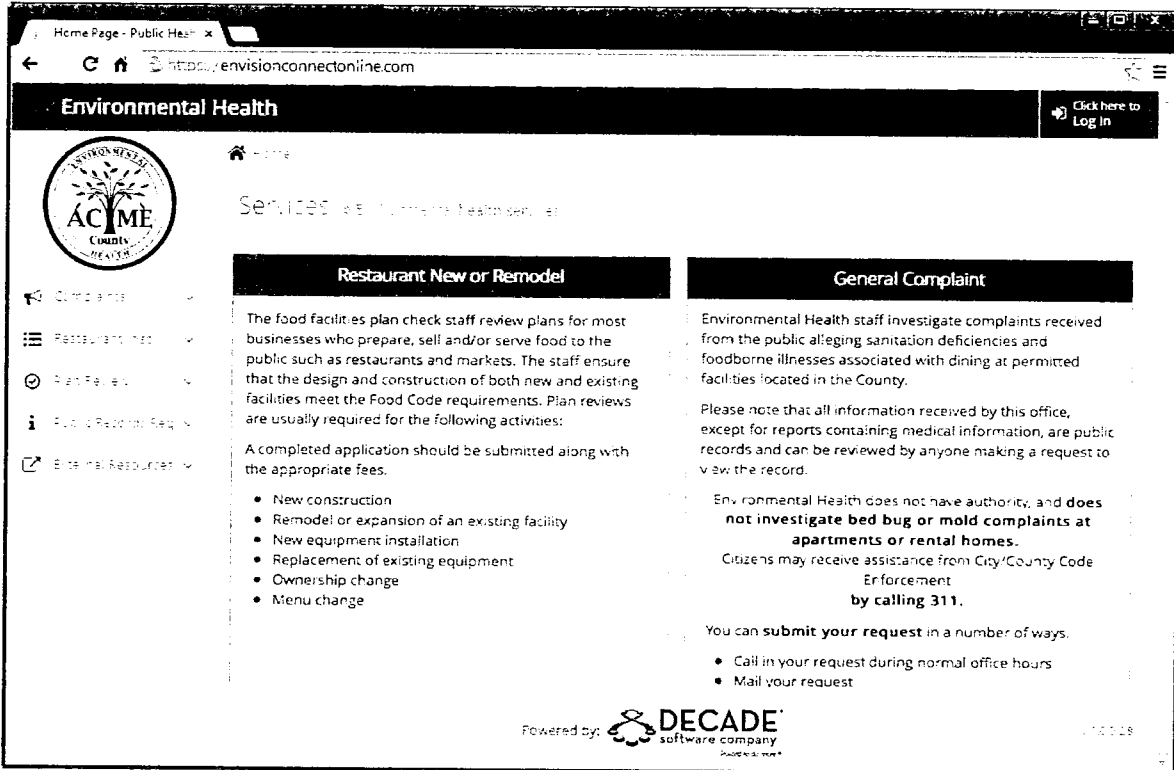 Home Page - Public Heal
https://envisionconnectonline.com
Environmental Health
Click here to
Log In
ENVIRONMENTAL
ACME
County
HEALTH
Home
Services
Restaurant New or Remodel
The food facilities plan check staff review plans for most
businesses who prepare, sell and/or serve food to the
public such as restaurants and markets. The staff ensure
that the design and construction of both new and existing
facilities meet the Food Code requirements. Plan reviews
are usually required for the following activities:
A completed application should be submitted along with
the appropriate fees.
• New construction
• Remodel or expansion of an existing facility
• New equipment installation
• Replacement of existing equipment
• Ownership change
• Menu change
General Complaint
Environmental Health staff investigate complaints received
from the public alleging sanitation deficiencies and
foodborne illnesses associated with dining at permitted
facilities located in the County.
Please note that all information received by this office,
except for reports containing medical information, are public
records and can be reviewed by anyone making a request to
view the record.
Environmental Health does not have authority, and does
not investigate bed bug or mold complaints at
apartments or rental homes.
Citizens may receive assistance from City/County Code
Enforcement
by calling 311.
You can submit your request in a number of ways.
• Call in your request during normal office hours
• Mail your request
Complaints
Plan Review
Public Records Req
External Resources
Powered by: DECADE
software company